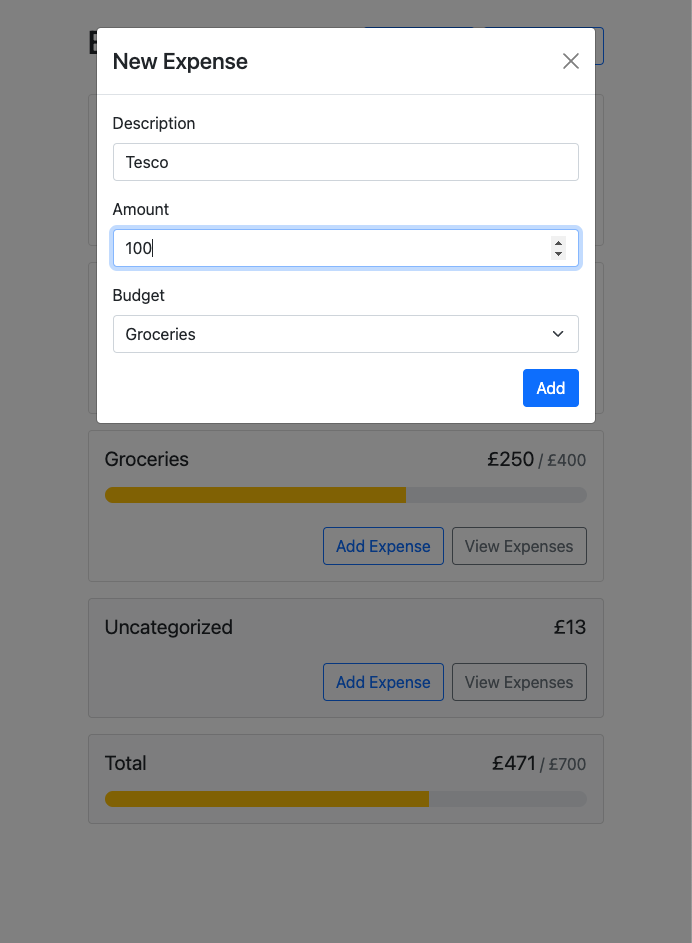 New Expense
Description
Tesco
Amount
100
Budget
Groceries
Add
Groceries £250 / £400
Add Expense View Expenses
Uncategorized £13
Add Expense View Expenses
Total £471 / £700